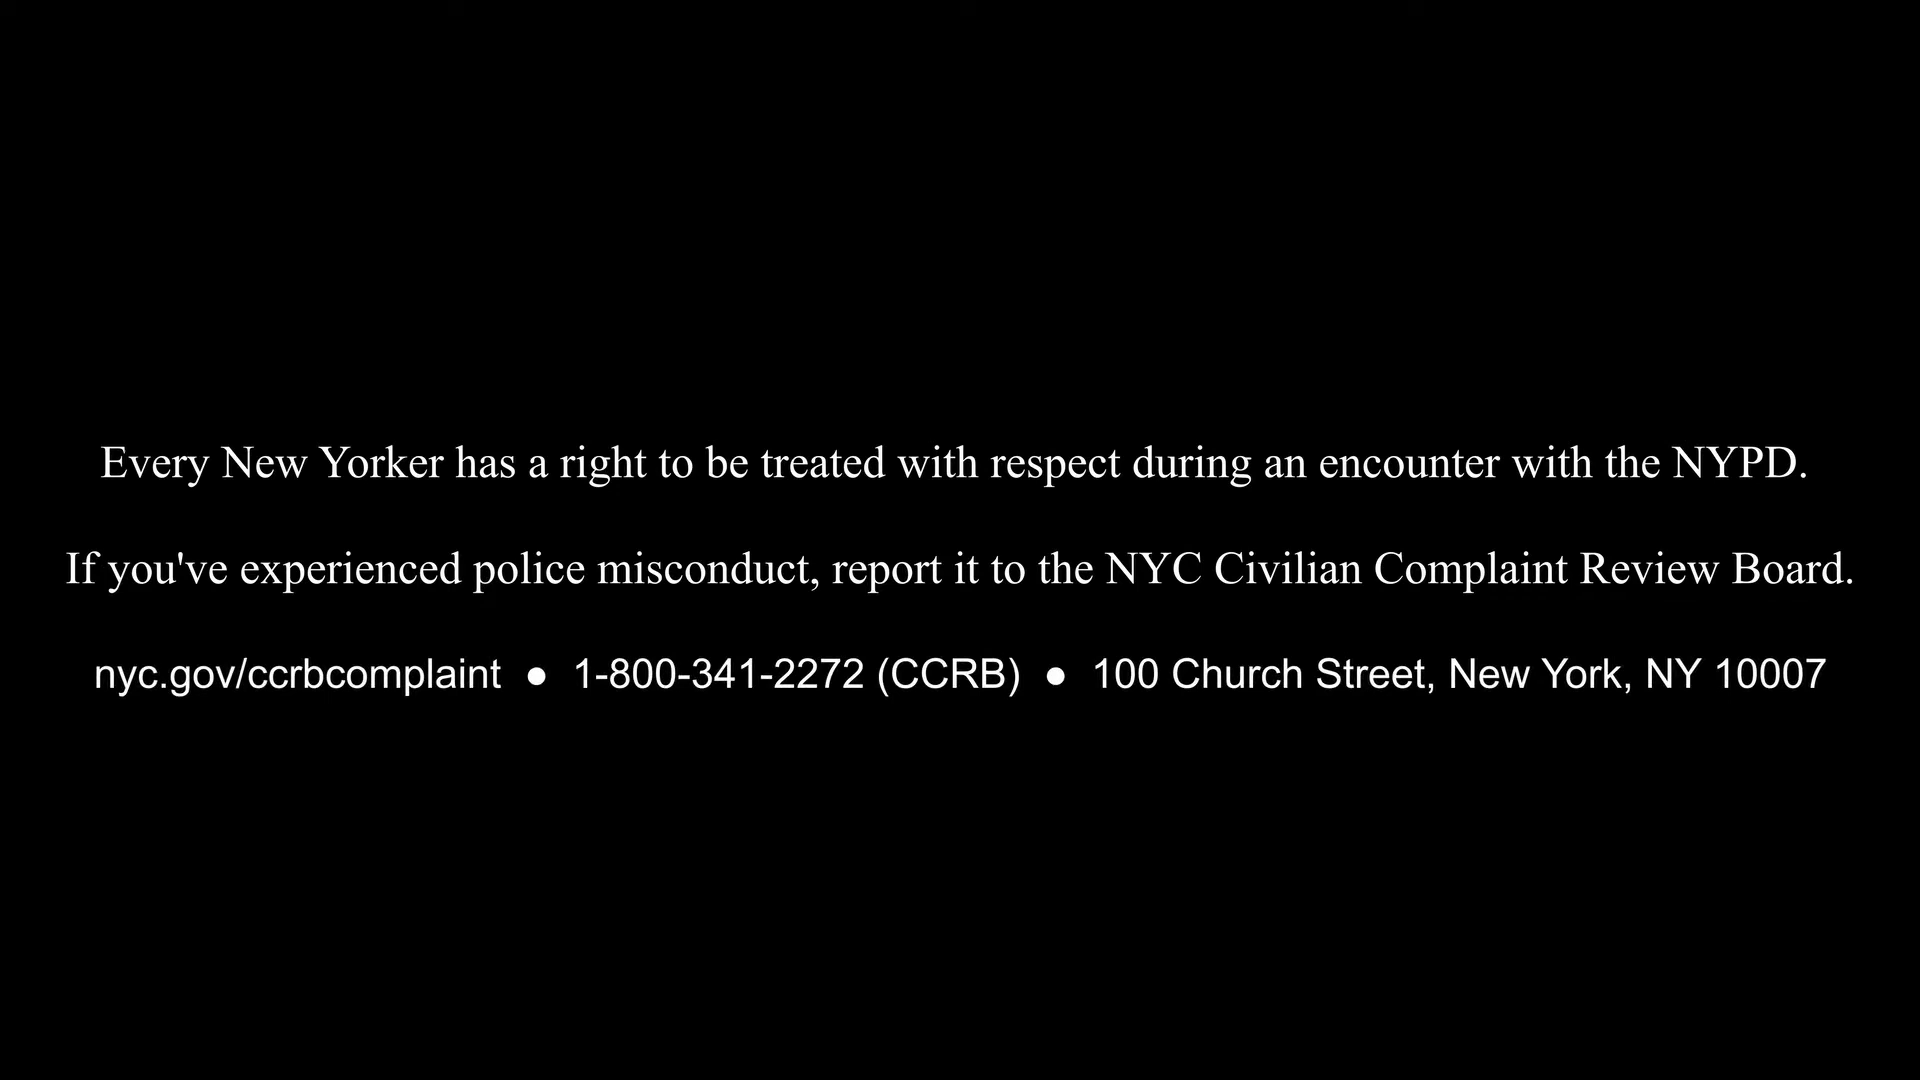 Every New Yorker has a right to be treated with respect during an encounter with the NYPD.
If you've experienced police misconduct, report it to the NYC Civilian Complaint Review Board.
nyc.gov/ccrbcomplaint ● 1-800-341-2272 (CCRB) ● 100 Church Street, New York, NY 10007